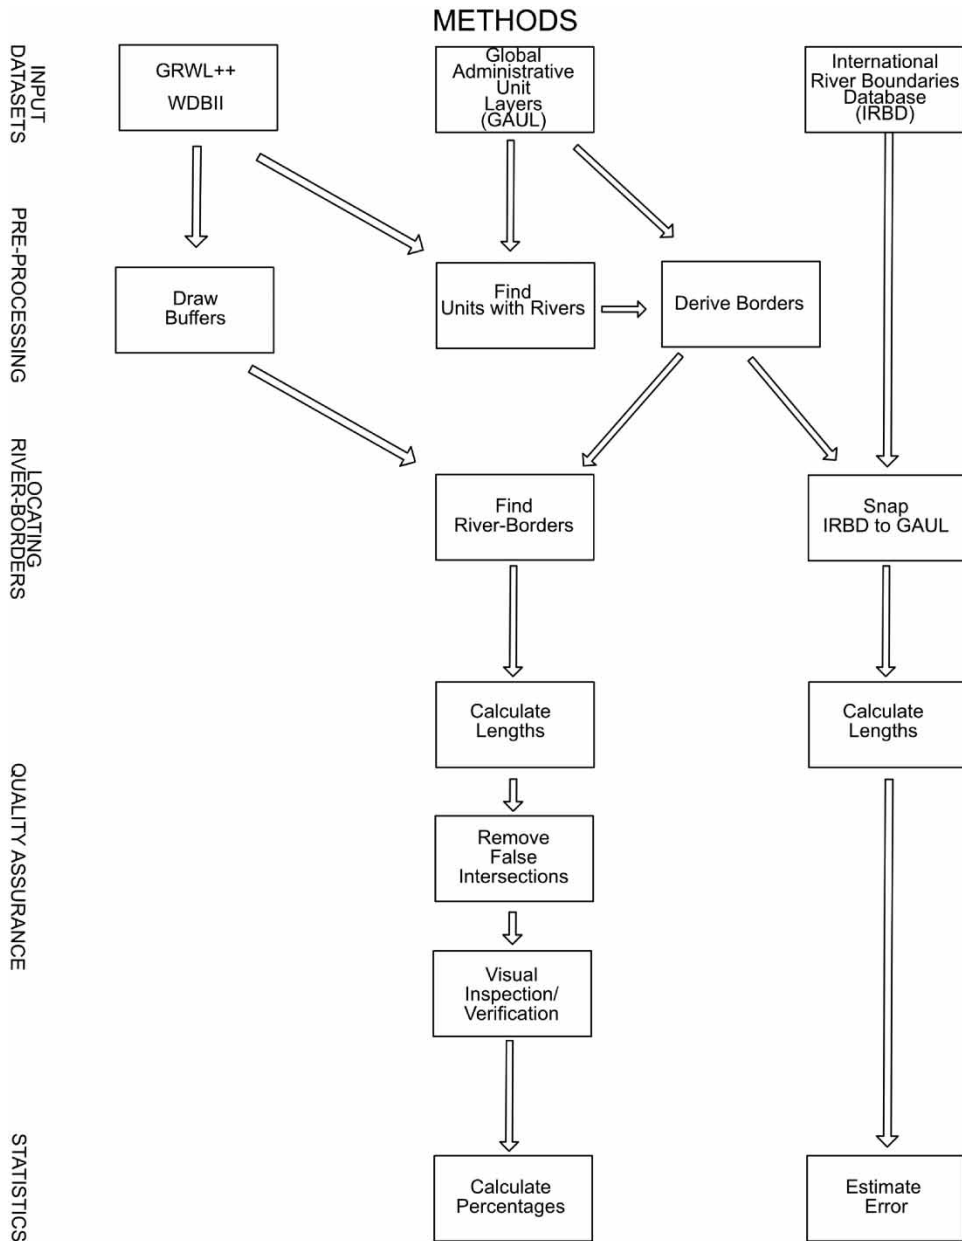 METHODS
INPUT
DATASETS
GRWL++
WDBII
Global
Administrative
Unit
Layers
(GAUL)
International
River Boundaries
Database
(IRBD)
PRE-PROCESSING
Draw
Buffers
Find
Units with Rivers
Derive Borders
LOCATING
RIVER-BORDERS
Find
River-Borders
Snap
IRBD to GAUL
Calculate
Lengths
Calculate
Lengths
QUALITY ASSURANCE
Remove
False
Intersections
Visual
Inspection/
Verification
STATISTICS
Calculate
Percentages
Estimate
Error